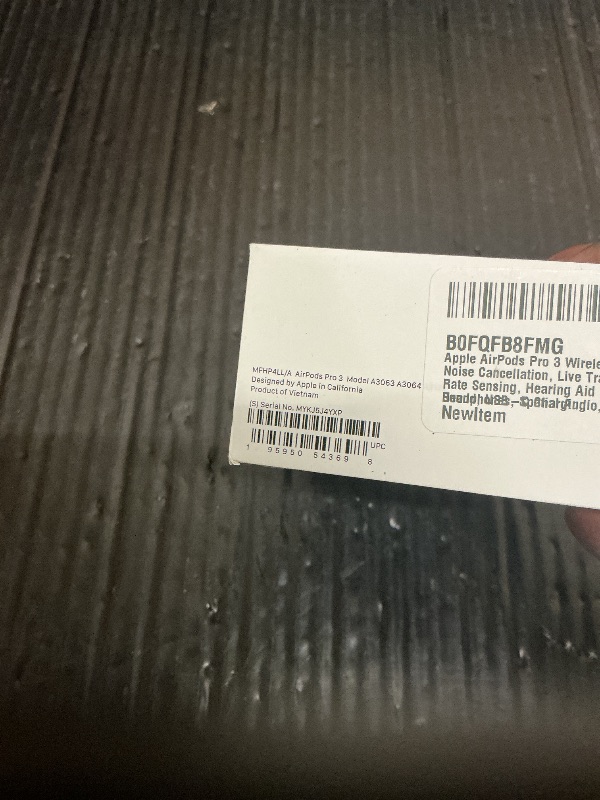 MFHP4LL/A AirPods Pro 3 Model A3063 A3064
Designed by Apple in California
Product of Vietnam
(S) Serial No. MYKJ5J4YXP
UPC
1 95950 54369 8
B0FQFB8FMG
Apple AirPods Pro 3 Wirele
Noise Cancellation, Live Tra
Rate Sensing, Hearing Aid
NewItem